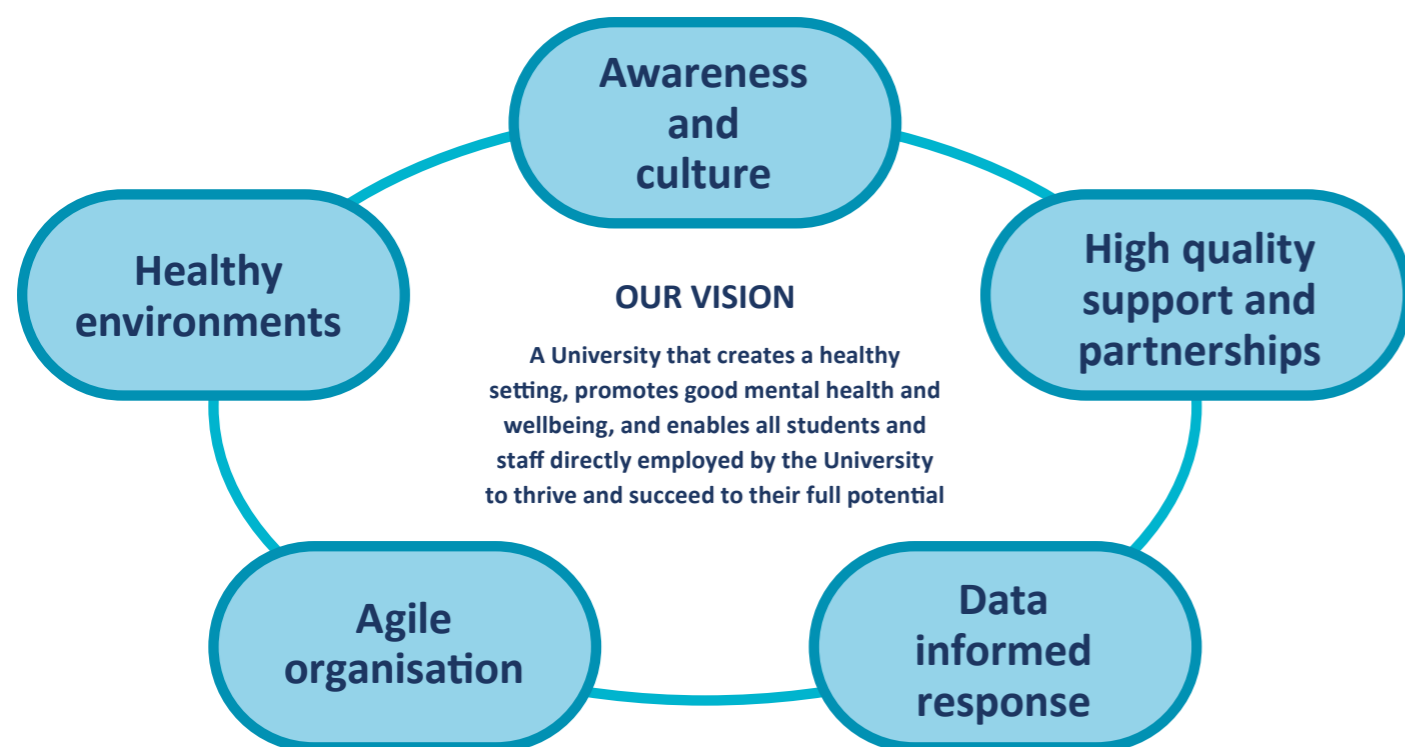 Awareness
and
culture
High quality
support and
partnerships
Healthy
environments
OUR VISION
A University that creates a healthy
setting, promotes good mental health and
wellbeing, and enables all students and
staff directly employed by the University
to thrive and succeed to their full potential
Data
informed
response
Agile
organisation